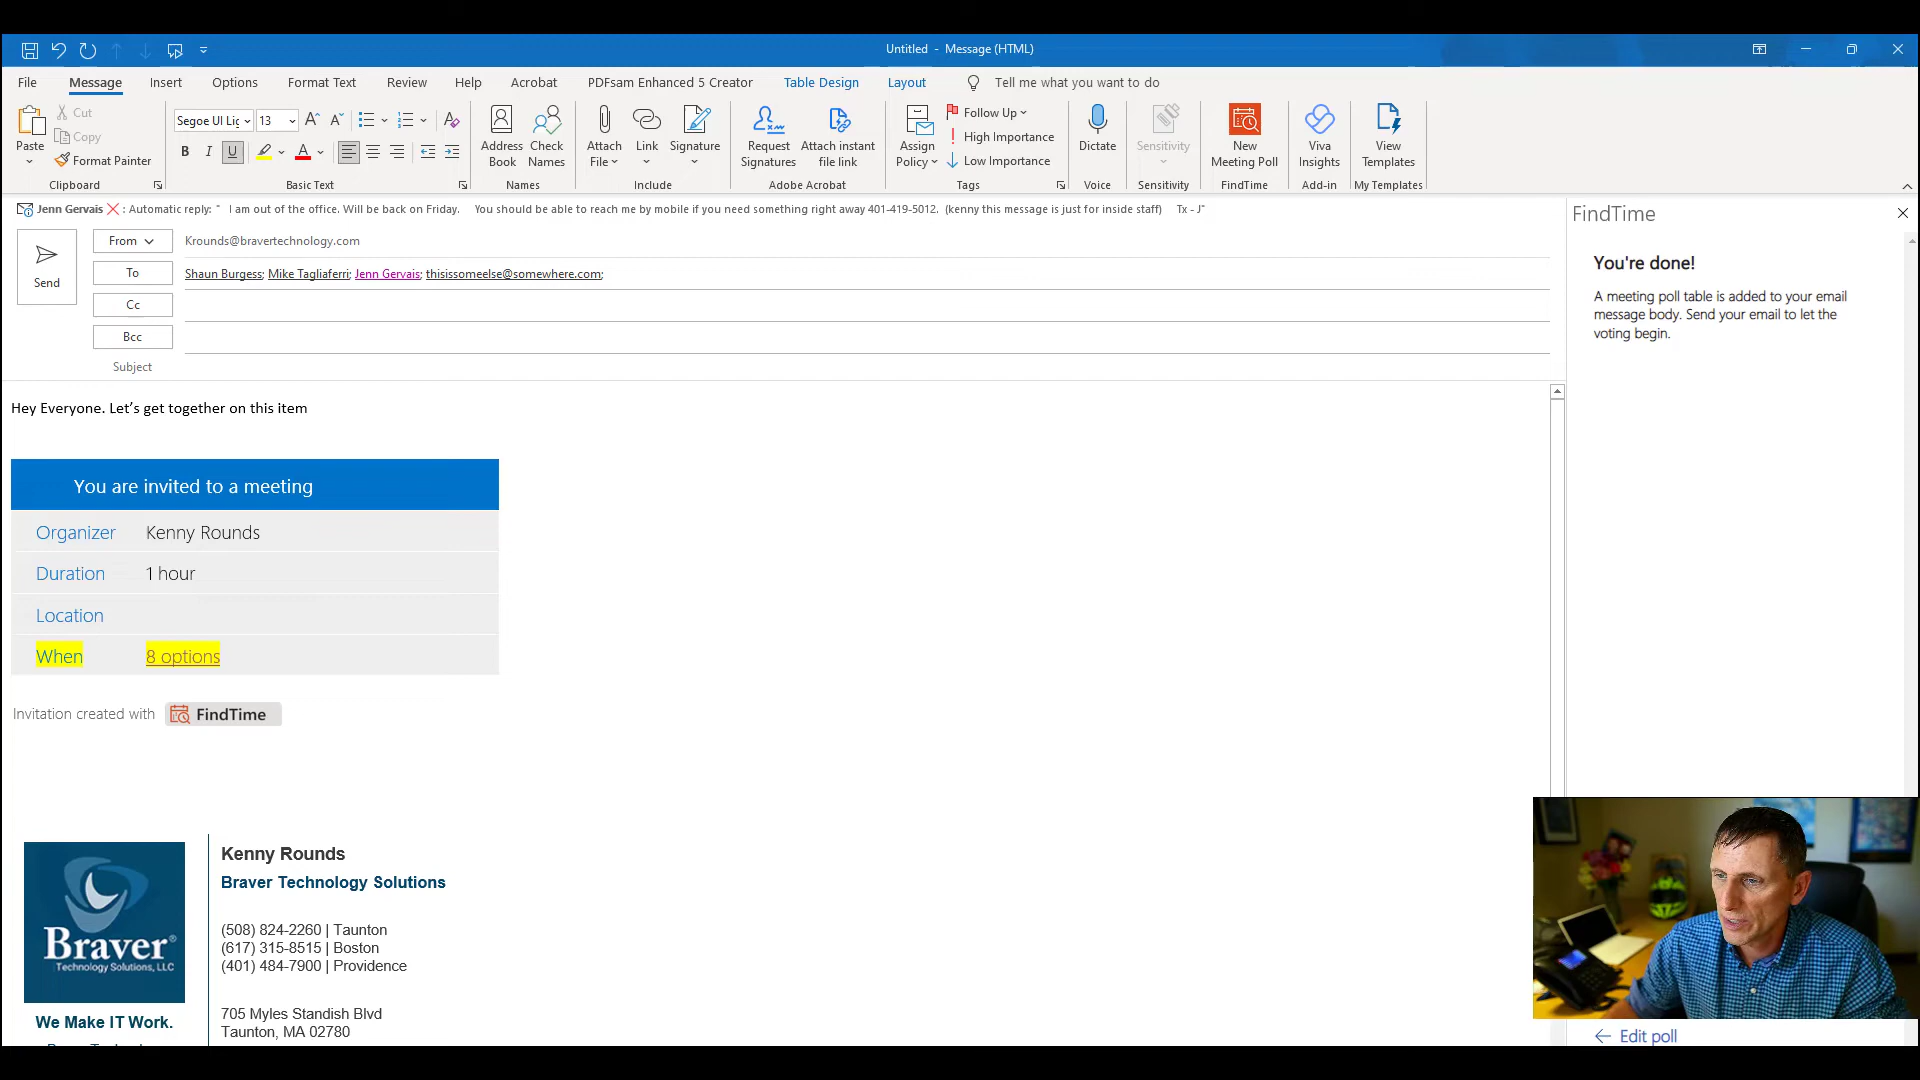 Untitled - Message (HTML)
File Message Insert Options Format Text Review Help Acrobat PDFsam Enhanced 5 Creator Table Design Layout Tell me what you want to do
Paste
Cut
Copy
Format Painter
Clipboard
Segoe UI Lig 13
B I U A A
Basic Text
Address Book
Check Names
Names
Attach File
Link
Signature
Include
Request Signatures
Attach instant file link
Adobe Acrobat
Assign Policy
Follow Up
High Importance
Low Importance
Tags
Dictate
Voice
Sensitivity
Sensitivity
New Meeting Poll
FindTime
Viva Insights
Add-in
View Templates
My Templates
Jenn Gervais : Automatic reply: " I am out of the office. Will be back on Friday. You should be able to reach me by mobile if you need something right away 401-419-5012. (kenny this message is just for inside staff) Tx - J"
Send
From Krounds@bravertechnology.com
To Shaun Burgess; Mike Tagliaferri; Jenn Gervais; thisissomeelse@somewhere.com;
Cc
Bcc
Subject
Hey Everyone. Let's get together on this item
You are invited to a meeting
Organizer Kenny Rounds
Duration 1 hour
Location
When 8 options
Invitation created with FindTime
Braver®
Technology Solutions, LLC
We Make IT Work.
Kenny Rounds
Braver Technology Solutions
(508) 824-2260 | Taunton
(617) 315-8515 | Boston
(401) 484-7900 | Providence
705 Myles Standish Blvd
Taunton, MA 02780
FindTime
You're done!
A meeting poll table is added to your email
message body. Send your email to let the
voting begin.
Edit poll